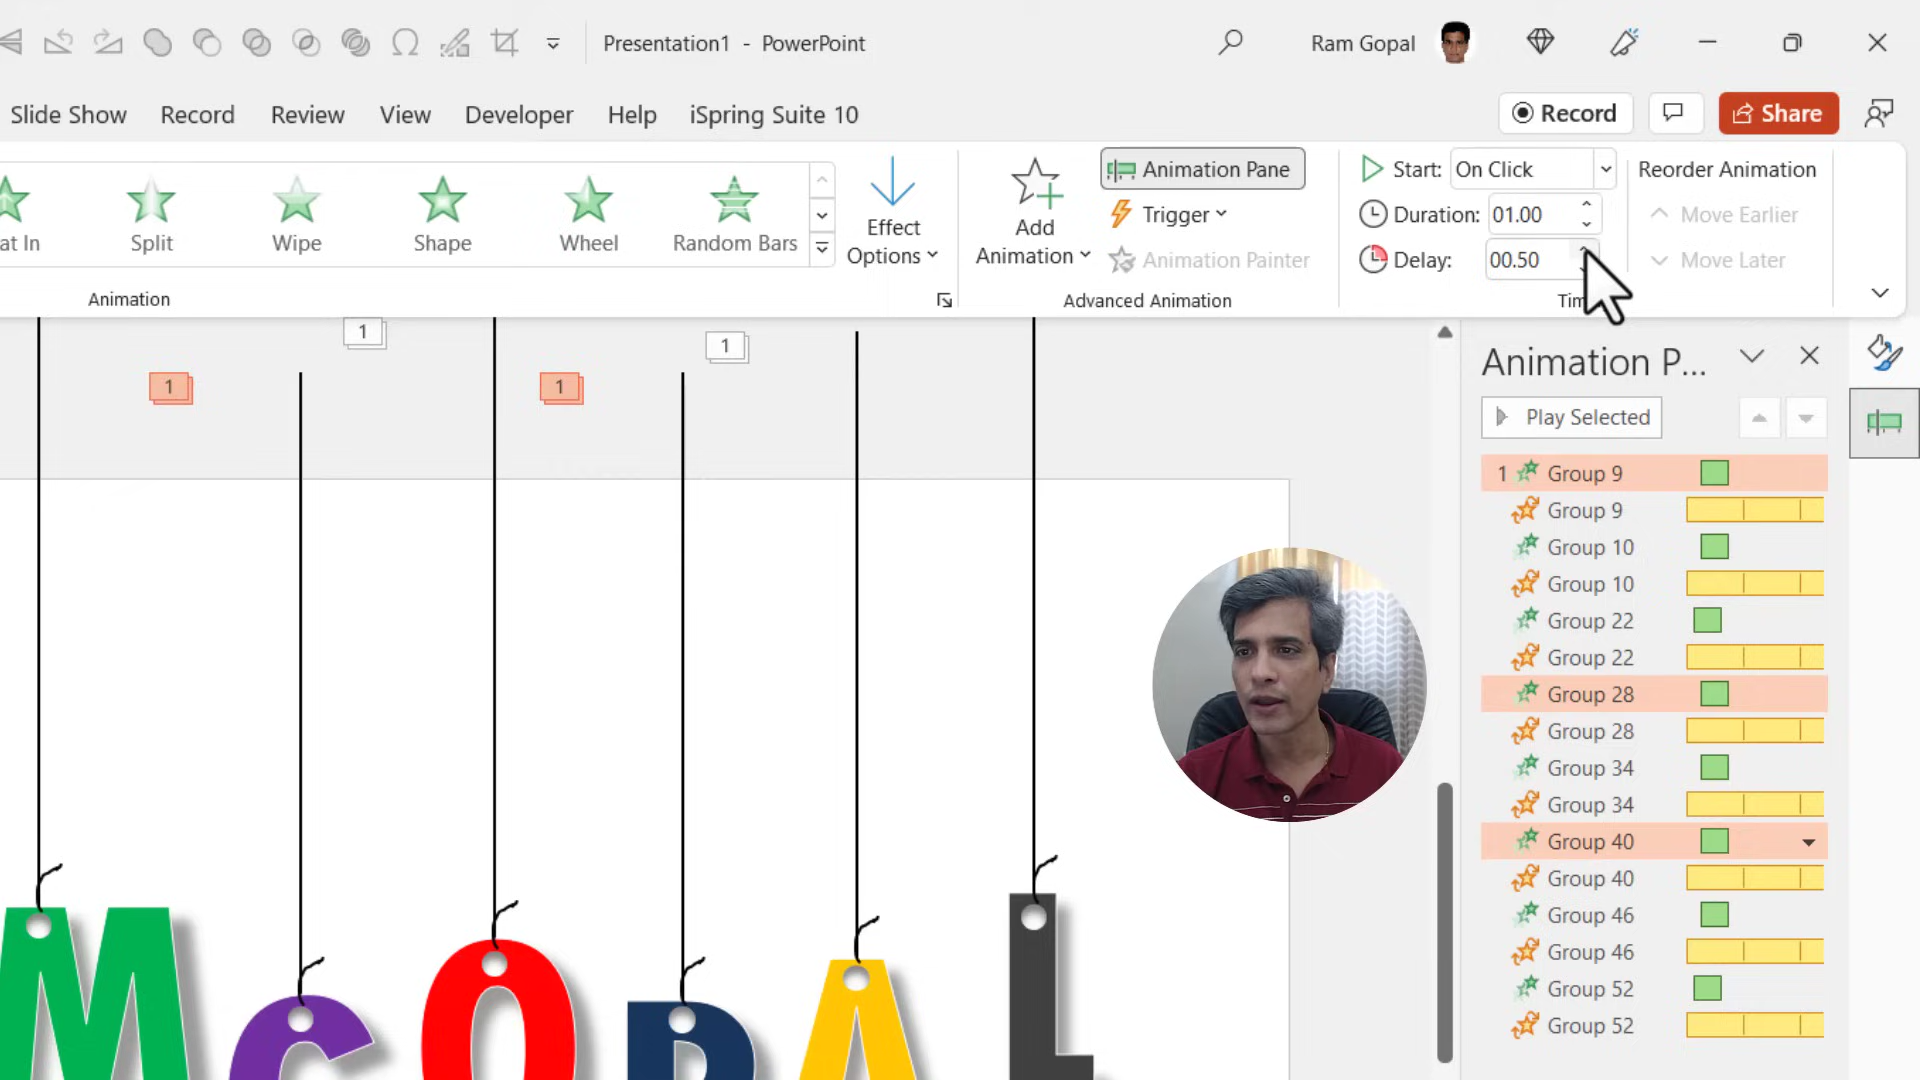 Presentation1 - PowerPoint
Ram Gopal
Slide Show Record Review View Developer Help iSpring Suite 10
Record
Share
Split
Wipe
Shape
Wheel
Random Bars
Animation
Effect
Options
Add
Animation
Animation Pane
Trigger
Animation Painter
Advanced Animation
Start: On Click
Duration: 01.00
Delay: 00.50
Reorder Animation
Move Earlier
Move Later
1
1
1
1
Animation P...
Play Selected
1 Group 9
Group 9
Group 10
Group 10
Group 22
Group 22
Group 28
Group 28
Group 34
Group 34
Group 40
Group 40
Group 46
Group 46
Group 52
Group 52